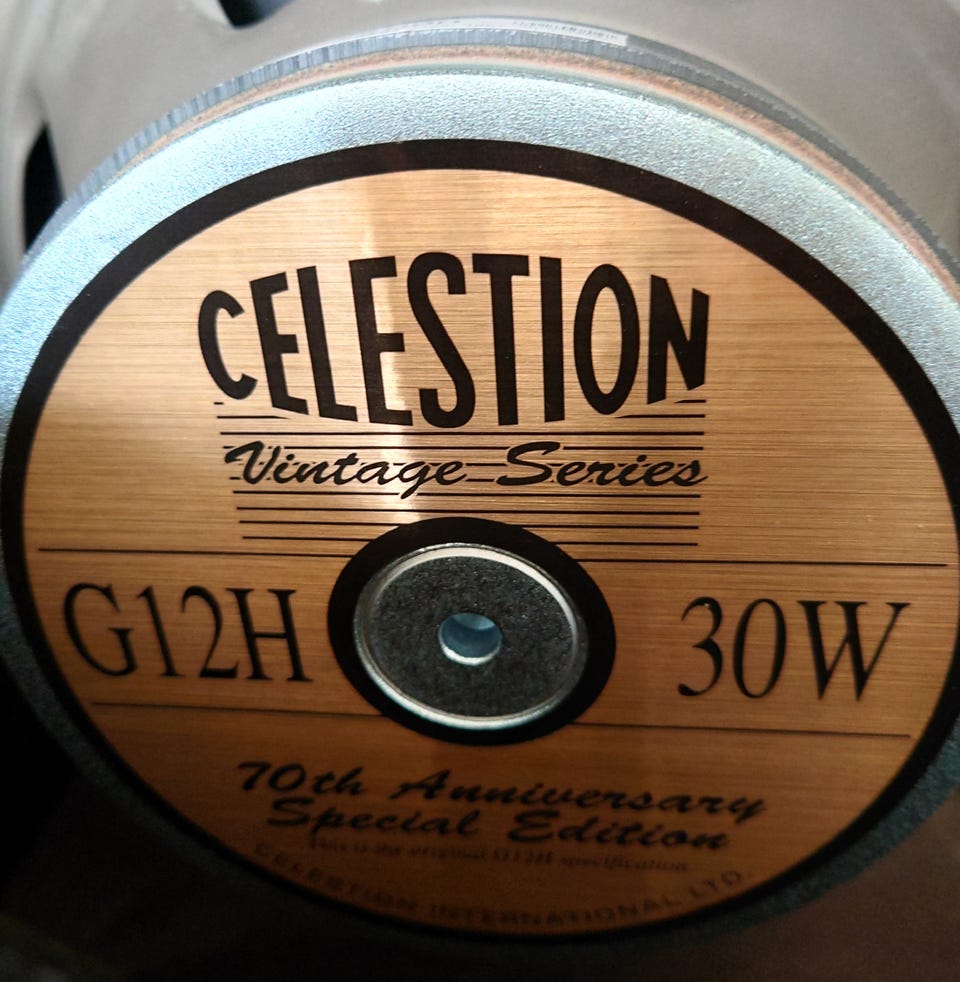 CELESTION
Vintage Series
G12H 30W
70th Anniversary
Special Edition
This is the original G12H specification
CELESTION INTERNATIONAL LTD.